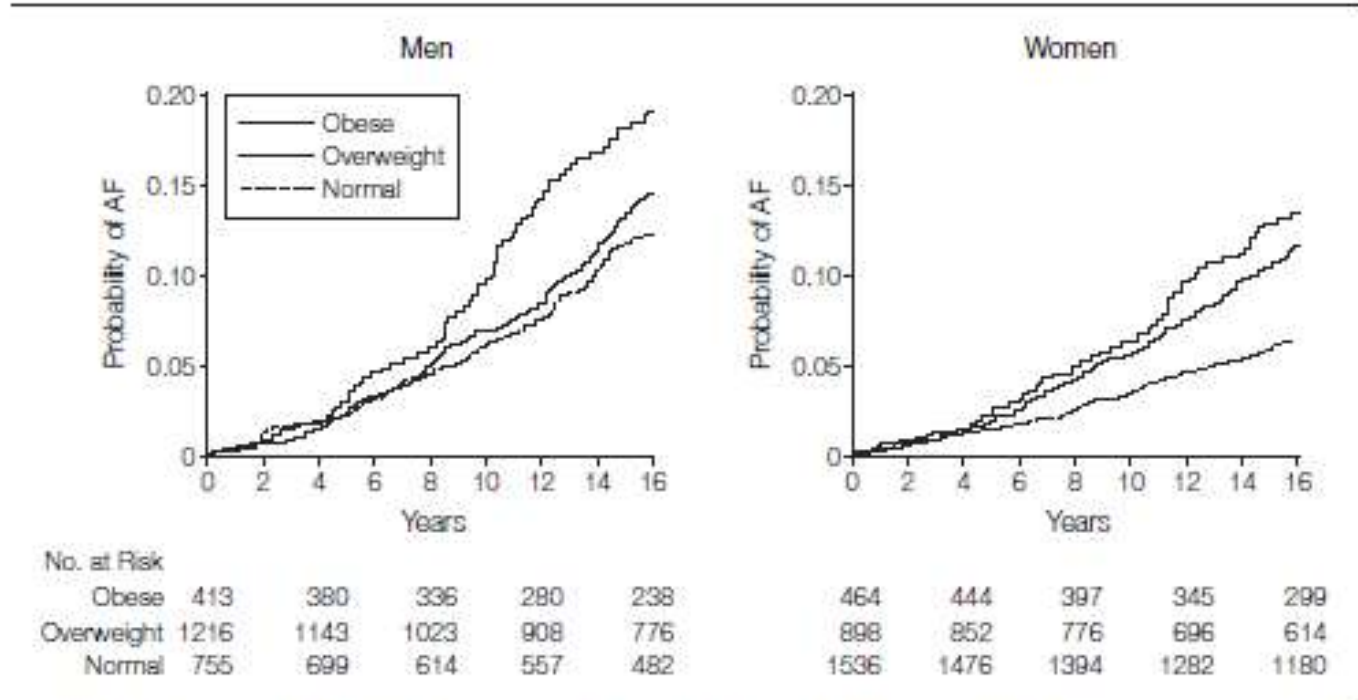 Men
Women
0.20
0.15
0.10
0.05
0
Probability of AF
Obese
Overweight
Normal
0 2 4 6 8 10 12 14 16
Years
0.20
0.15
0.10
0.05
0
Probability of AF
0 2 4 6 8 10 12 14 16
Years
No. at Risk
Obese 413 380 336 280 238 464 444 397 345 299
Overweight 1216 1143 1023 908 776 898 852 776 696 614
Normal 755 699 614 557 482 1536 1476 1394 1282 1180